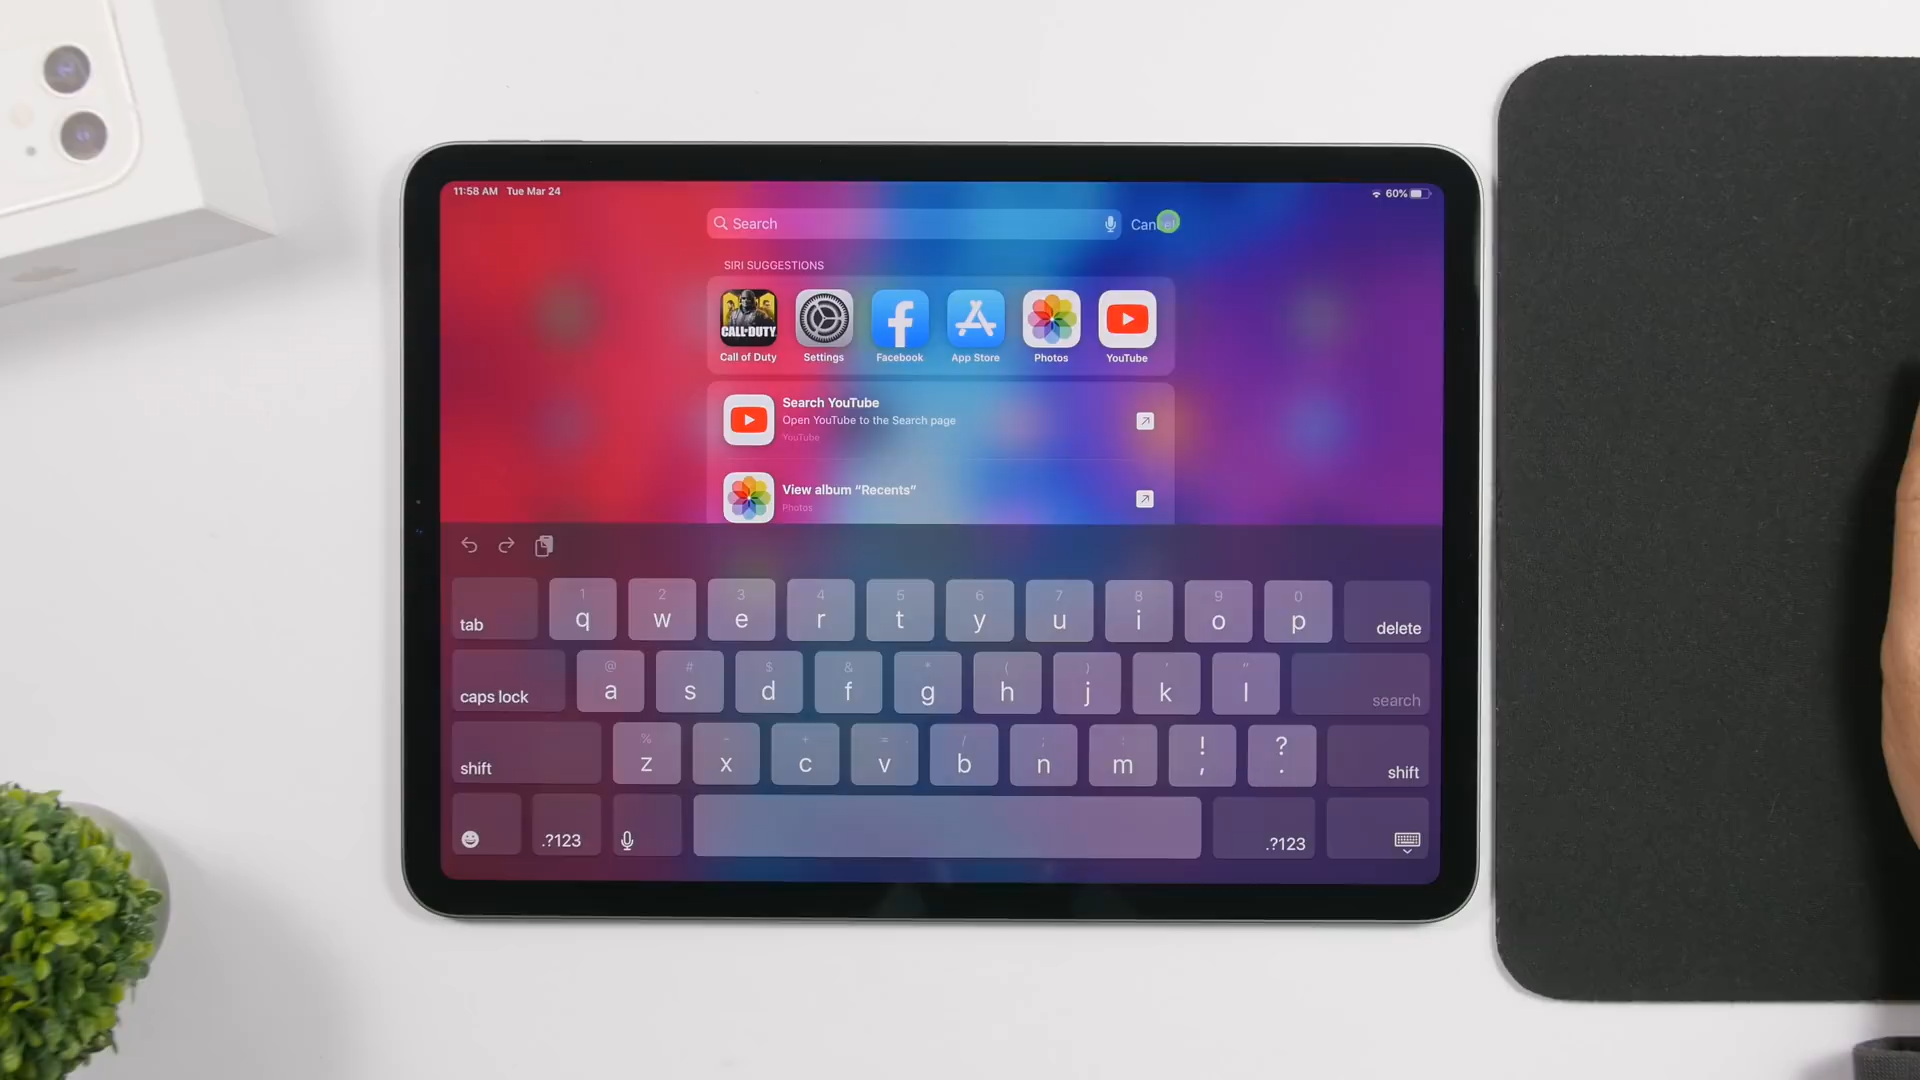 11:58 AM Tue Mar 24
60%
Search
Cancel
SIRI SUGGESTIONS
CALL OF DUTY
Call of Duty
Settings
Facebook
App Store
Photos
YouTube
Search YouTube
Open YouTube to the Search page
YouTube
View album “Recents”
Photos
tab
1 2 3 4 5 6 7 8 9 0
q w e r t y u i o p
delete
@ # $ & * ( ) ' "
caps lock
a s d f g h j k l
search
% - + = / ; : ! ?
shift
z x c v b n m , .
shift
.?123
.?123